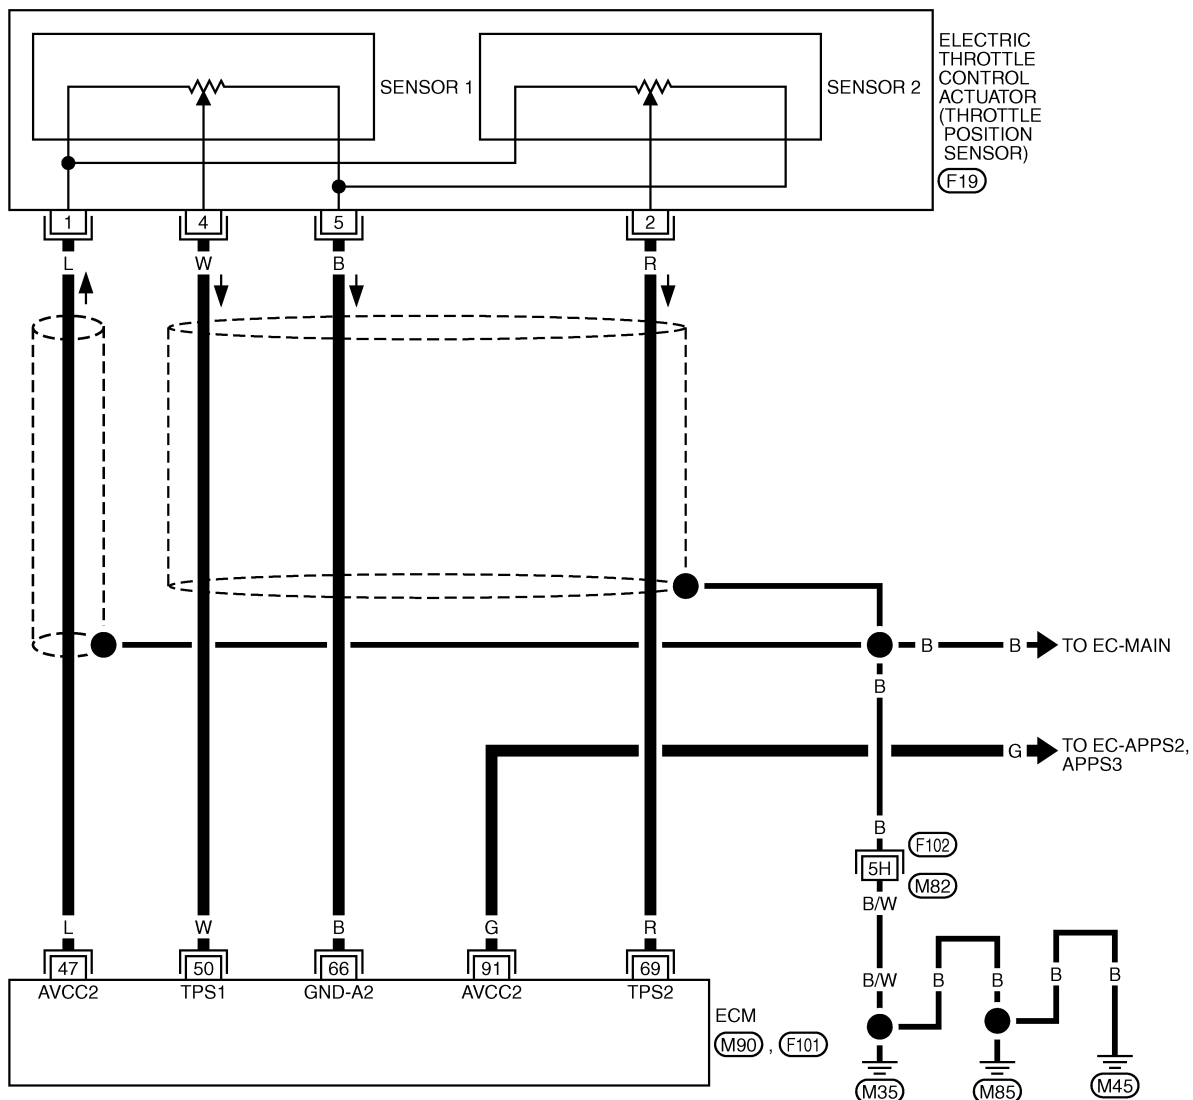 SENSOR 1
SENSOR 2
ELECTRIC
THROTTLE
CONTROL
ACTUATOR
(THROTTLE
POSITION
SENSOR)
F19
1 4 5 2
L W B R
B B TO EC-MAIN
B
G TO EC-APPS2,
APPS3
B
F102
5H
M82
B/W
L W B G R
47 50 66 91 69
AVCC2 TPS1 GND-A2 AVCC2 TPS2
B/W B B B B
ECM
M90 , F101
M35 M85 M45